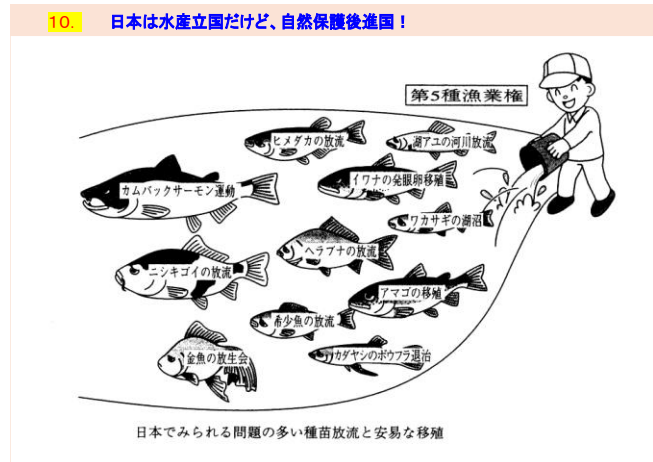 10. 日本は水産立国だけど、自然保護後進国！
第5種漁業権
ヒメダカの放流
湖アユの河川放流
カムバックサーモン運動
イワナの発眼卵移殖
ワカサギの湖沼
ヘラブナの放流
ニシキゴイの放流
アマゴの移殖
希少魚の放流
金魚の放生会
カダヤシのボウフラ退治
日本でみられる問題の多い種苗放流と安易な移殖